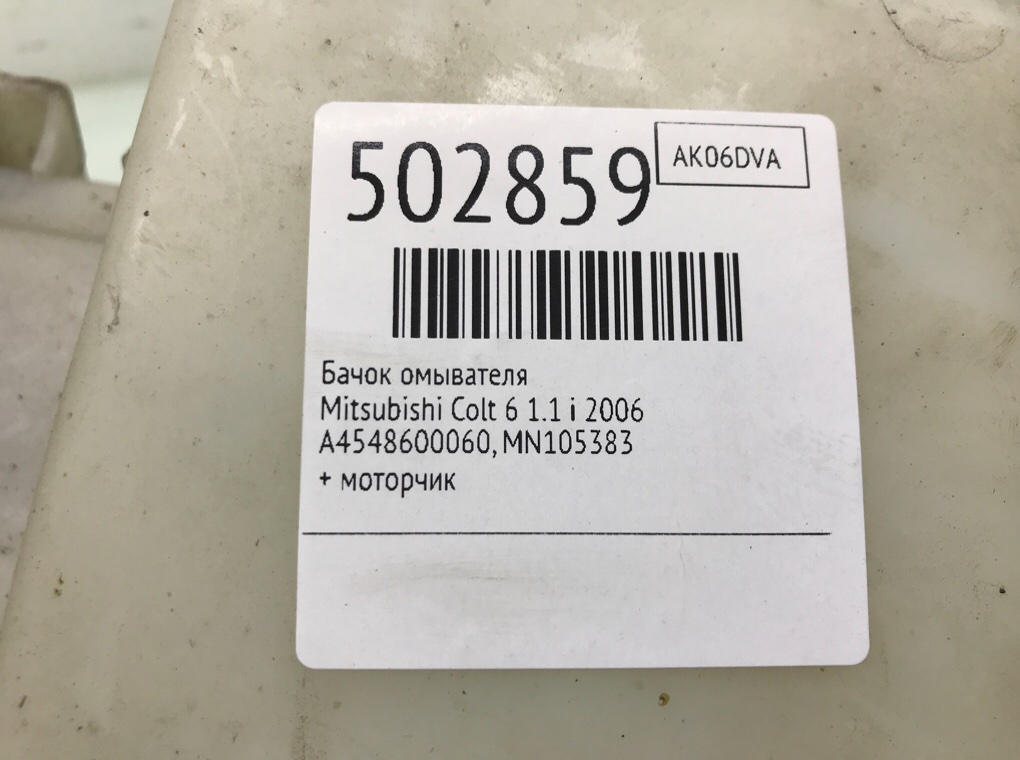 502859
AK06DVA
Бачок омывателя
Mitsubishi Colt 6 1.1 i 2006
A4548600060, MN105383
+ моторчик